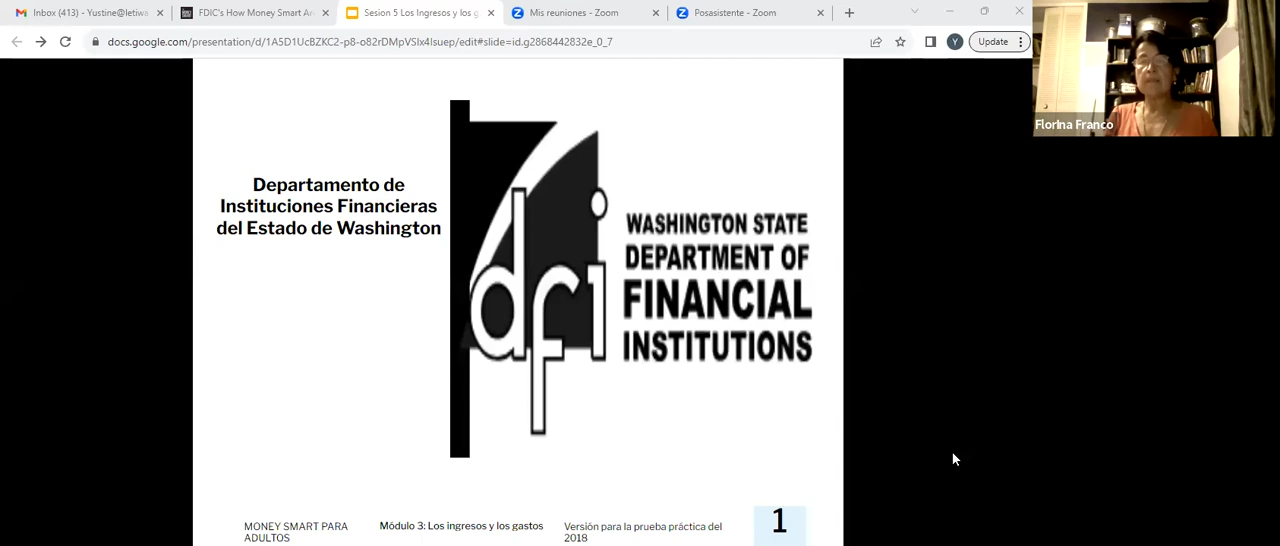 Inbox (413) - Yustine@letiwa
FDIC's How Money Smart Are
Sesion 5 Los Ingresos y los g
Mis reuniones - Zoom
Posasistente - Zoom
docs.google.com/presentation/d/1A5D1UcBZKC2-p8-o82rDMpVSlx4Isuep/edit#slide=id.g2868442832e_0_7
Y
Update
Florina Franco
Departamento de
Instituciones Financieras
del Estado de Washington
dfi
WASHINGTON STATE
DEPARTMENT OF
FINANCIAL
INSTITUTIONS
MONEY SMART PARA
ADULTOS
Módulo 3: Los ingresos y los gastos
Versión para la prueba práctica del
2018
1